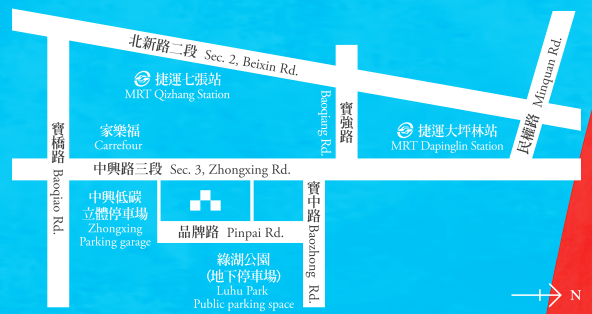 北新路二段 Sec. 2, Beixin Rd.
捷運七張站
MRT Qizhang Station
寶強路 Baoqiang Rd.
捷運大坪林站
MRT Dapinglin Station
民權路 Minquan Rd.
家樂福
Carrefour
寶橋路 Baoqiao Rd.
中興路三段 Sec. 3, Zhongxing Rd.
中興低碳
立體停車場
Zhongxing
Parking garage
品牌路 Pinpai Rd.
寶中路 Baozhong Rd.
綠湖公園
（地下停車場）
Luhu Park
Public parking space
N